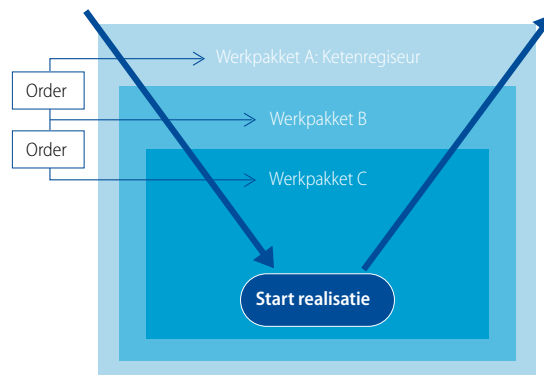 Werkpakket A: Ketenregiseur
Order
Werkpakket B
Order
Werkpakket C
Start realisatie